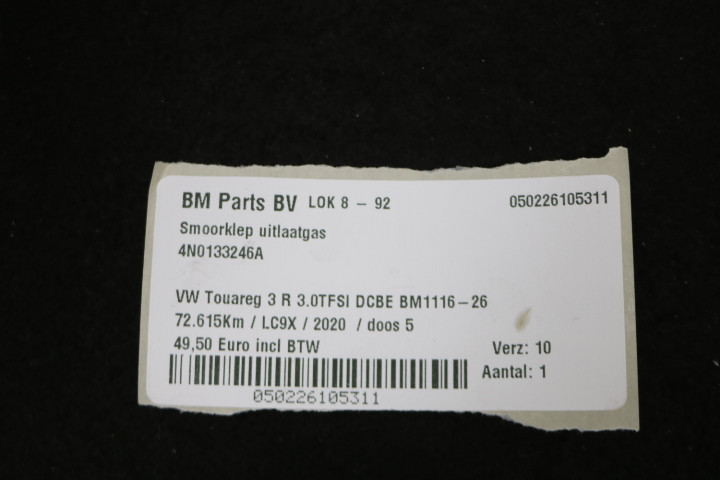 BM Parts BV LOK 8 – 92 050226105311
Smoorklep uitlaatgas
4N0133246A
VW Touareg 3 R 3.0TFSI DCBE BM1116–26
72.615Km / LC9X / 2020 / doos 5
49,50 Euro incl BTW Verz: 10
Aantal: 1
050226105311